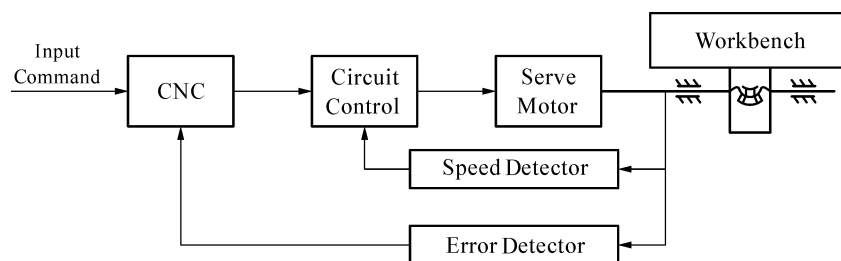 Input
Command
CNC
Circuit
Control
Serve
Motor
Workbench
Speed Detector
Error Detector